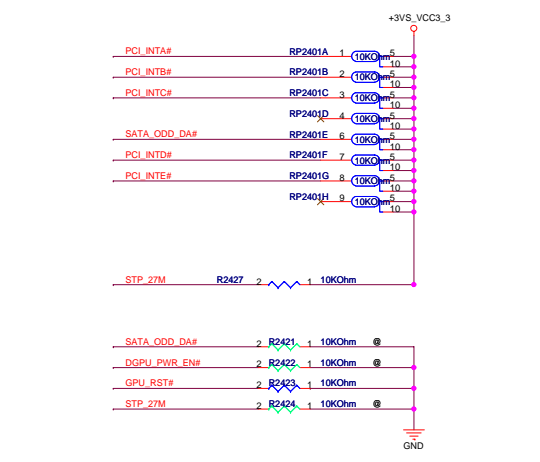 +3VS_VCC3_3
PCI_INTA# RP2401A 1 10KOhm 5
10
PCI_INTB# RP2401B 2 10KOhm 5
10
PCI_INTC# RP2401C 3 10KOhm 5
10
RP2401D 4 10KOhm 5
10
SATA_ODD_DA# RP2401E 6 10KOhm 5
10
PCI_INTD# RP2401F 7 10KOhm 5
10
PCI_INTE# RP2401G 8 10KOhm 5
10
RP2401H 9 10KOhm 5
10
STP_27M R2427 2 1 10KOhm
SATA_ODD_DA# 2 R2421 1 10KOhm @
DGPU_PWR_EN# 2 R2422 1 10KOhm @
GPU_RST# 2 R2423 1 10KOhm
STP_27M 2 R2424 1 10KOhm @
GND